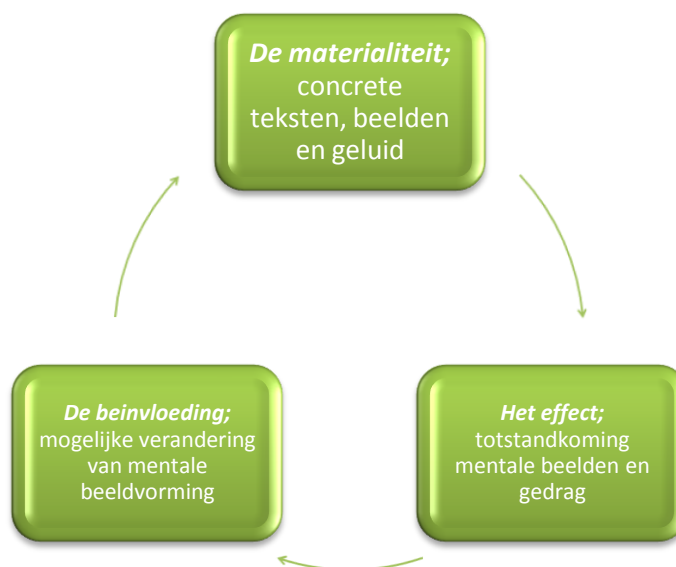 De materialiteit;
concrete
teksten, beelden
en geluid
De beinvloeding;
mogelijke verandering
van mentale
beeldvorming
Het effect;
totstandkoming
mentale beelden en
gedrag